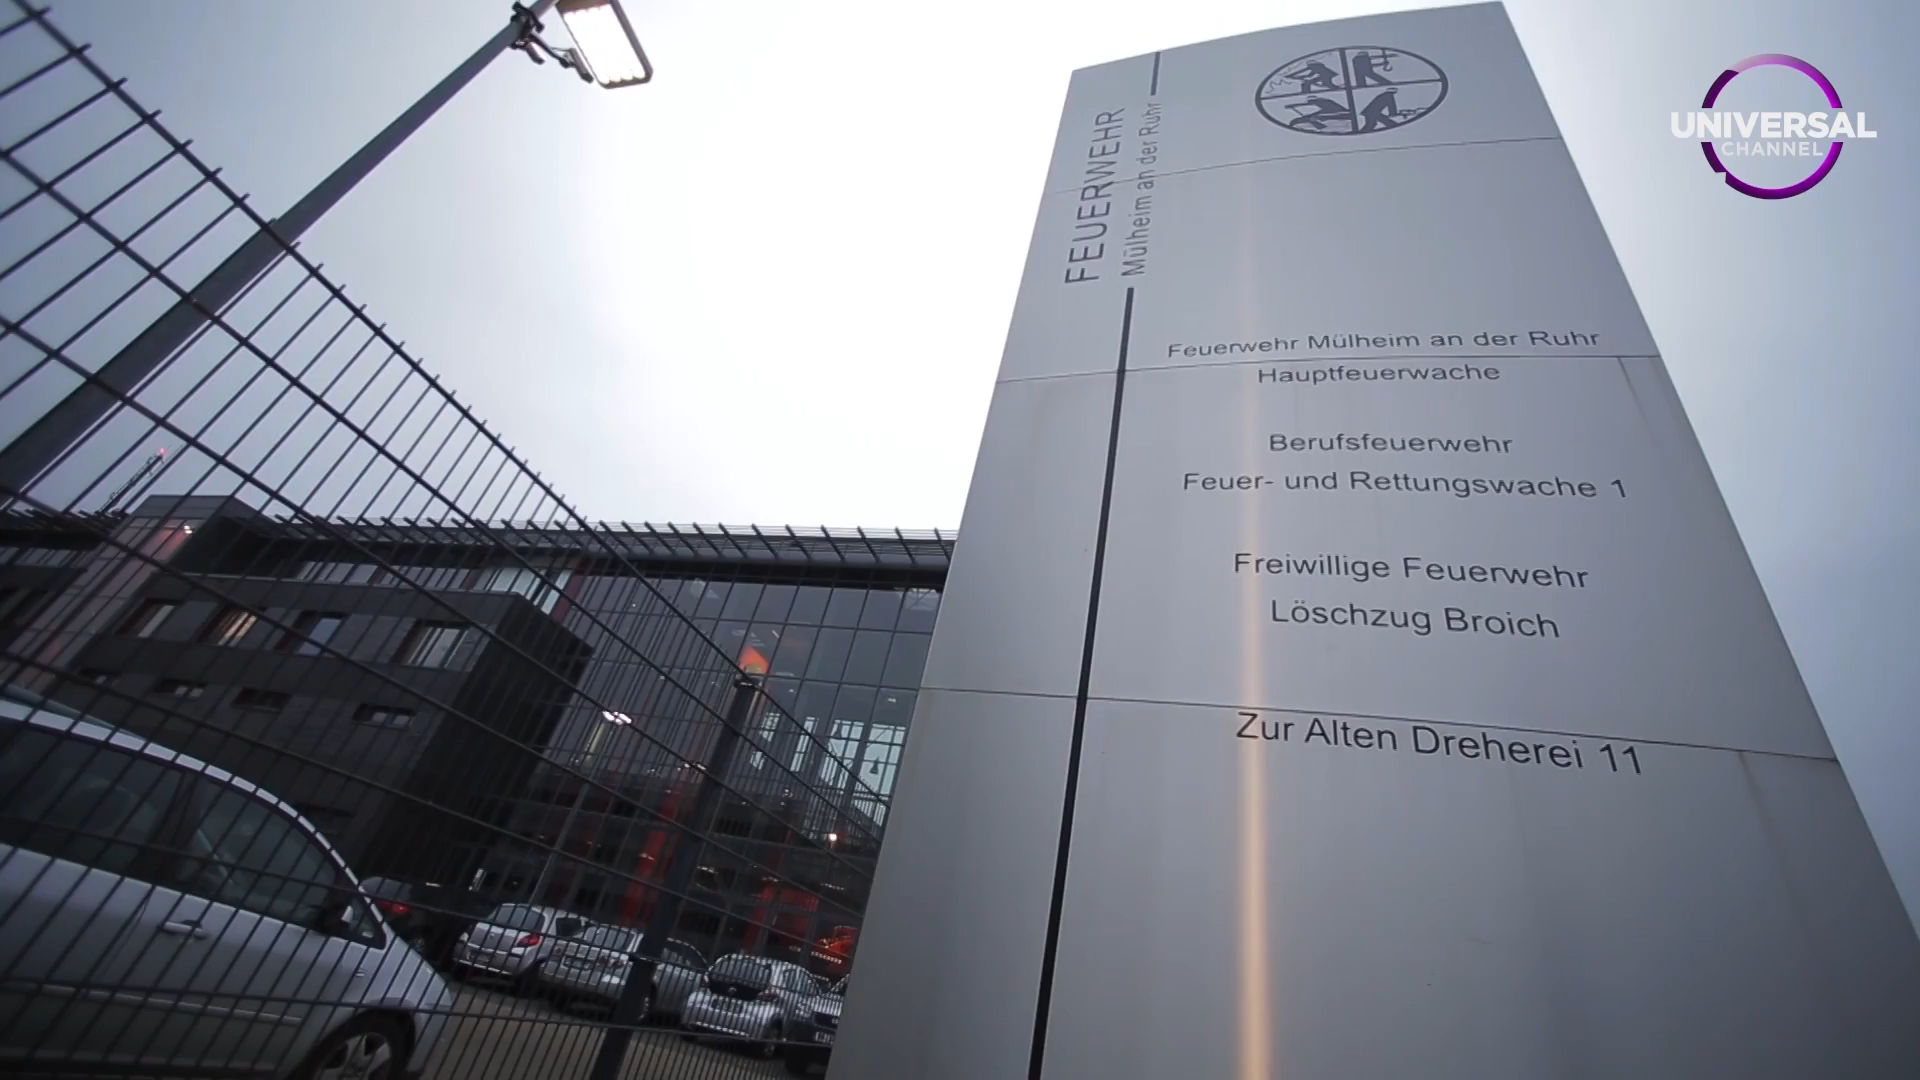 FEUERWEHR
Mülheim an der Ruhr
Feuerwehr Mülheim an der Ruhr
Hauptfeuerwache
Berufsfeuerwehr
Feuer- und Rettungswache 1
Freiwillige Feuerwehr
Löschzug Broich
Zur Alten Dreherei 11
UNIVERSAL
CHANNEL